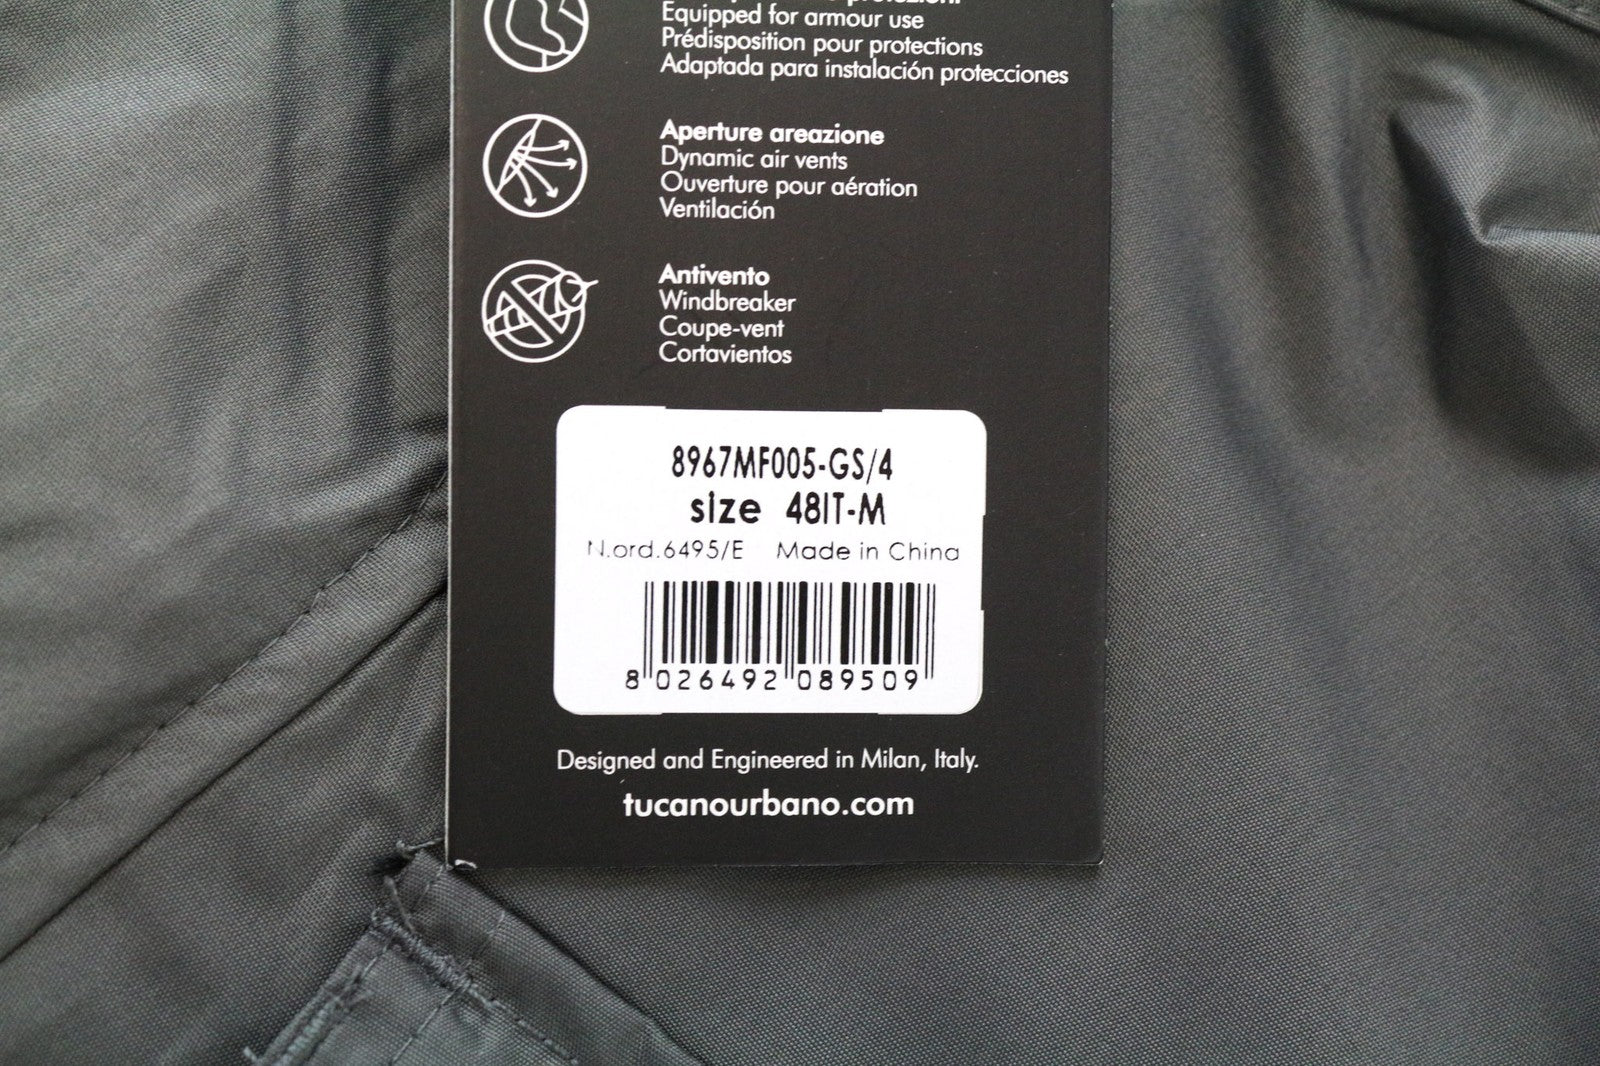 protezioni
Equipped for armour use
Prédisposition pour protections
Adaptada para instalación protecciones
Aperture areazione
Dynamic air vents
Ouverture pour aération
Ventilación
Antivento
Windbreaker
Coupe-vent
Cortavientos
8967MF005-GS/4
size 48IT-M
N.ord.6495/E Made in China
8 026492 089509
Designed and Engineered in Milan, Italy.
tucanourbano.com